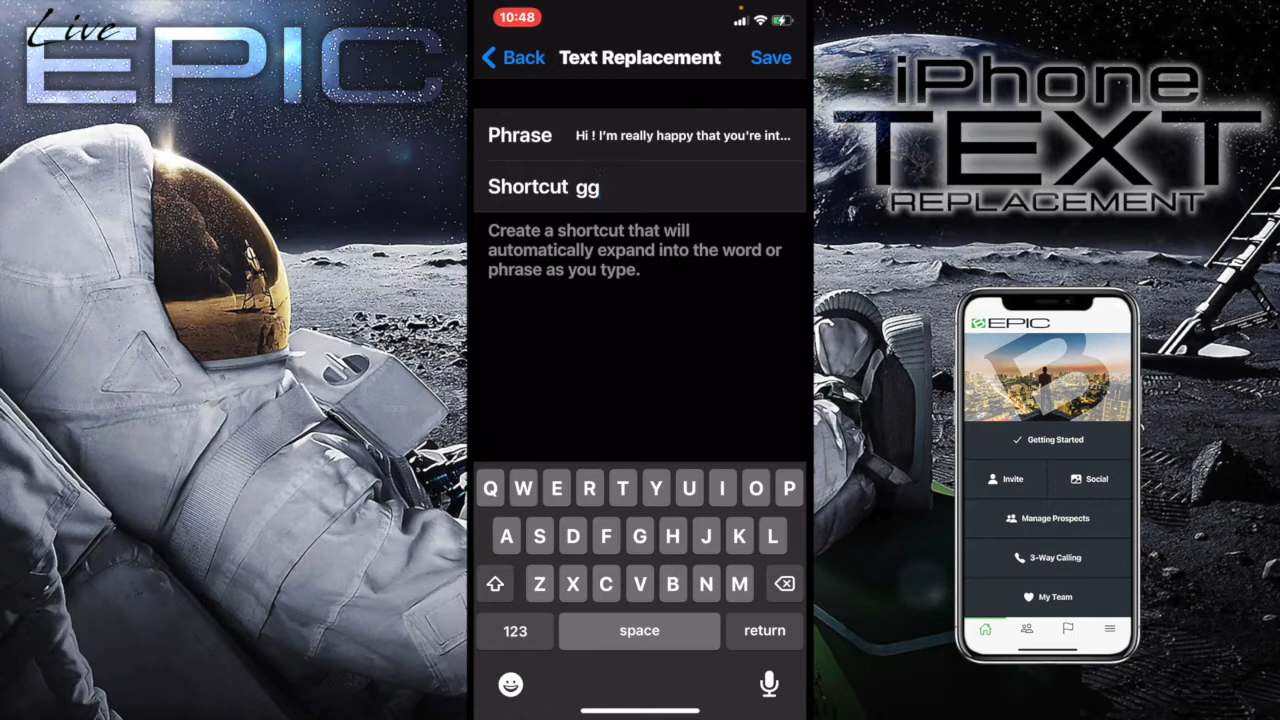 Live
EPIC
10:48
Back Text Replacement Save
Phrase Hi ! I'm really happy that you're int...
Shortcut gg
Create a shortcut that will
automatically expand into the word or
phrase as you type.
Q W E R T Y U I O P
A S D F G H J K L
Z X C V B N M
123 space return
iPhone
TEXT
REPLACEMENT
EPIC
Getting Started
Invite Social
Manage Prospects
3-Way Calling
My Team